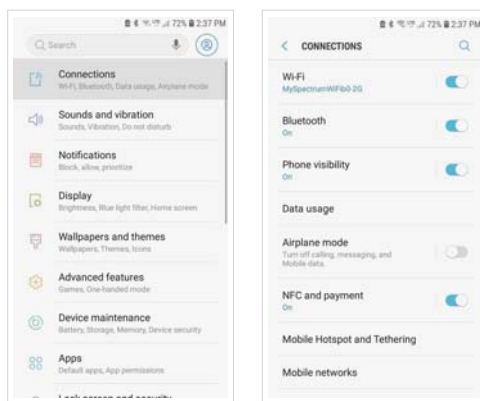 72% 2:37 PM
Search
Connections
Wi-Fi, Bluetooth, Data usage, Airplane mode
Sounds and vibration
Sounds, Vibration, Do not disturb
Notifications
Block, allow, prioritize
Display
Brightness, Blue light filter, Home screen
Wallpapers and themes
Wallpapers, Themes, Icons
Advanced features
Games, One-handed mode
Device maintenance
Battery, Storage, Memory, Device security
Apps
Default apps, App permissions
Lock screen and security
72% 2:37 PM
CONNECTIONS
Wi-Fi
MySpectrumWiFib0-2G
Bluetooth
On
Phone visibility
On
Data usage
Airplane mode
Turn off calling, messaging, and
Mobile data.
NFC and payment
On
Mobile Hotspot and Tethering
Mobile networks